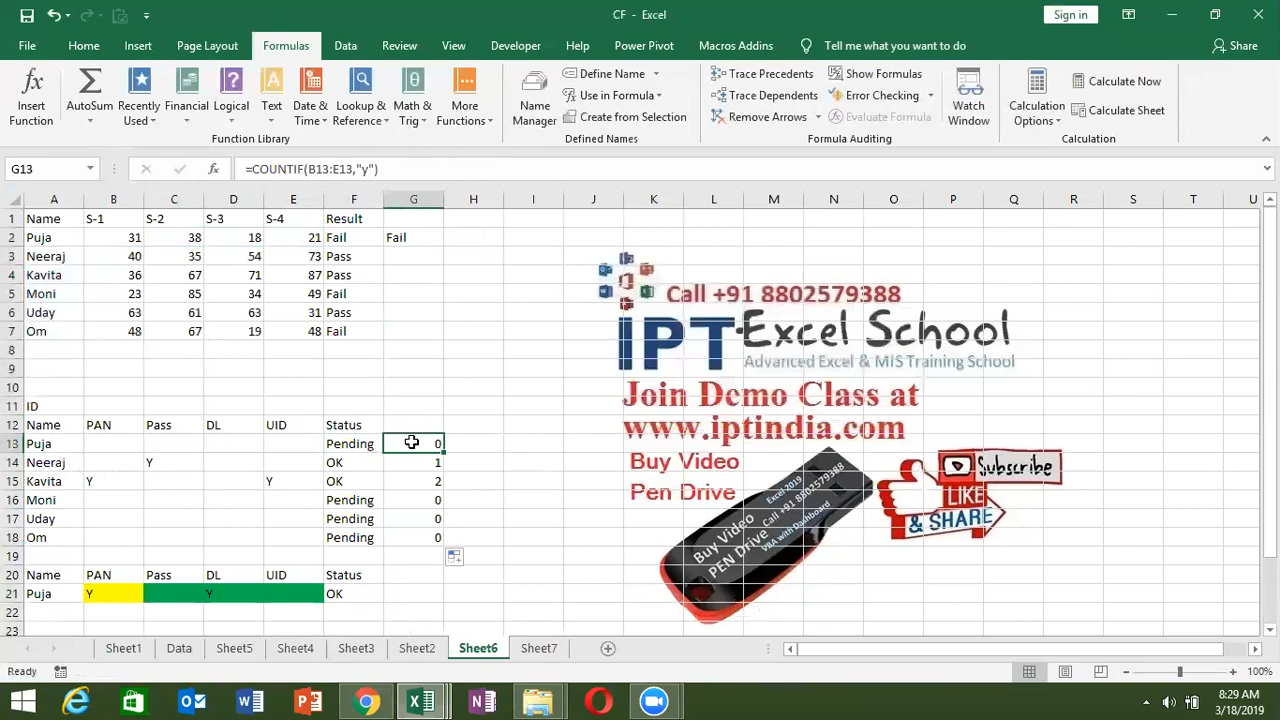 CF - Excel
Sign in
File Home Insert Page Layout Formulas Data Review View Developer Help Power Pivot Macros Addins Tell me what you want to do Share
Insert Function
AutoSum
Recently Used
Financial
Logical
Text
Date & Time
Lookup & Reference
Math & Trig
More Functions
Function Library
Name Manager
Define Name
Use in Formula
Create from Selection
Defined Names
Trace Precedents
Trace Dependents
Remove Arrows
Show Formulas
Error Checking
Evaluate Formula
Formula Auditing
Watch Window
Calculation Options
Calculate Now
Calculate Sheet
Calculation
G13 fx =COUNTIF(B13:E13,"y")
A B C D E F G H I J K L M N O P Q R S T U
1 Name S-1 S-2 S-3 S-4 Result
2 Puja 31 38 18 21 Fail Fail
3 Neeraj 40 35 54 73 Pass
4 Kavita 36 67 71 87 Pass
5 Moni 23 85 34 49 Fail
6 Uday 63 61 63 31 Pass
7 Om 48 67 19 48 Fail
8
9
10
11 ID
12 Name PAN Pass DL UID Status
13 Puja Pending 0
14 Neeraj Y OK 1
15 Kavita Y Y OK 2
16 Moni Pending 0
17 Uday Pending 0
18 Om Pending 0
19
20 Name PAN Pass DL UID Status
21 Puja Y Y OK
22
23
Call +91 8802579388
IPT Excel School
Advanced Excel & MIS Training School
Join Demo Class at
www.iptindia.com
Buy Video
Pen Drive
Excel 2019
Call +91 8802579388
Buy Video
PEN Drive
VBA with Dashboard
Subscribe
LIKE
& SHARE
Sheet1 Data Sheet5 Sheet4 Sheet3 Sheet2 Sheet6 Sheet7
Ready
100%
8:29 AM
3/18/2019